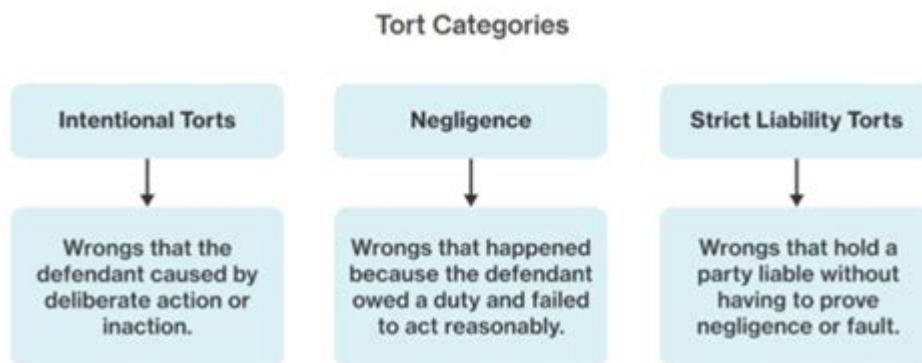 Tort Categories
Intentional Torts
Negligence
Strict Liability Torts
Wrongs that the
defendant caused by
deliberate action or
inaction.
Wrongs that happened
because the defendant
owed a duty and failed
to act reasonably.
Wrongs that hold a
party liable without
having to prove
negligence or fault.